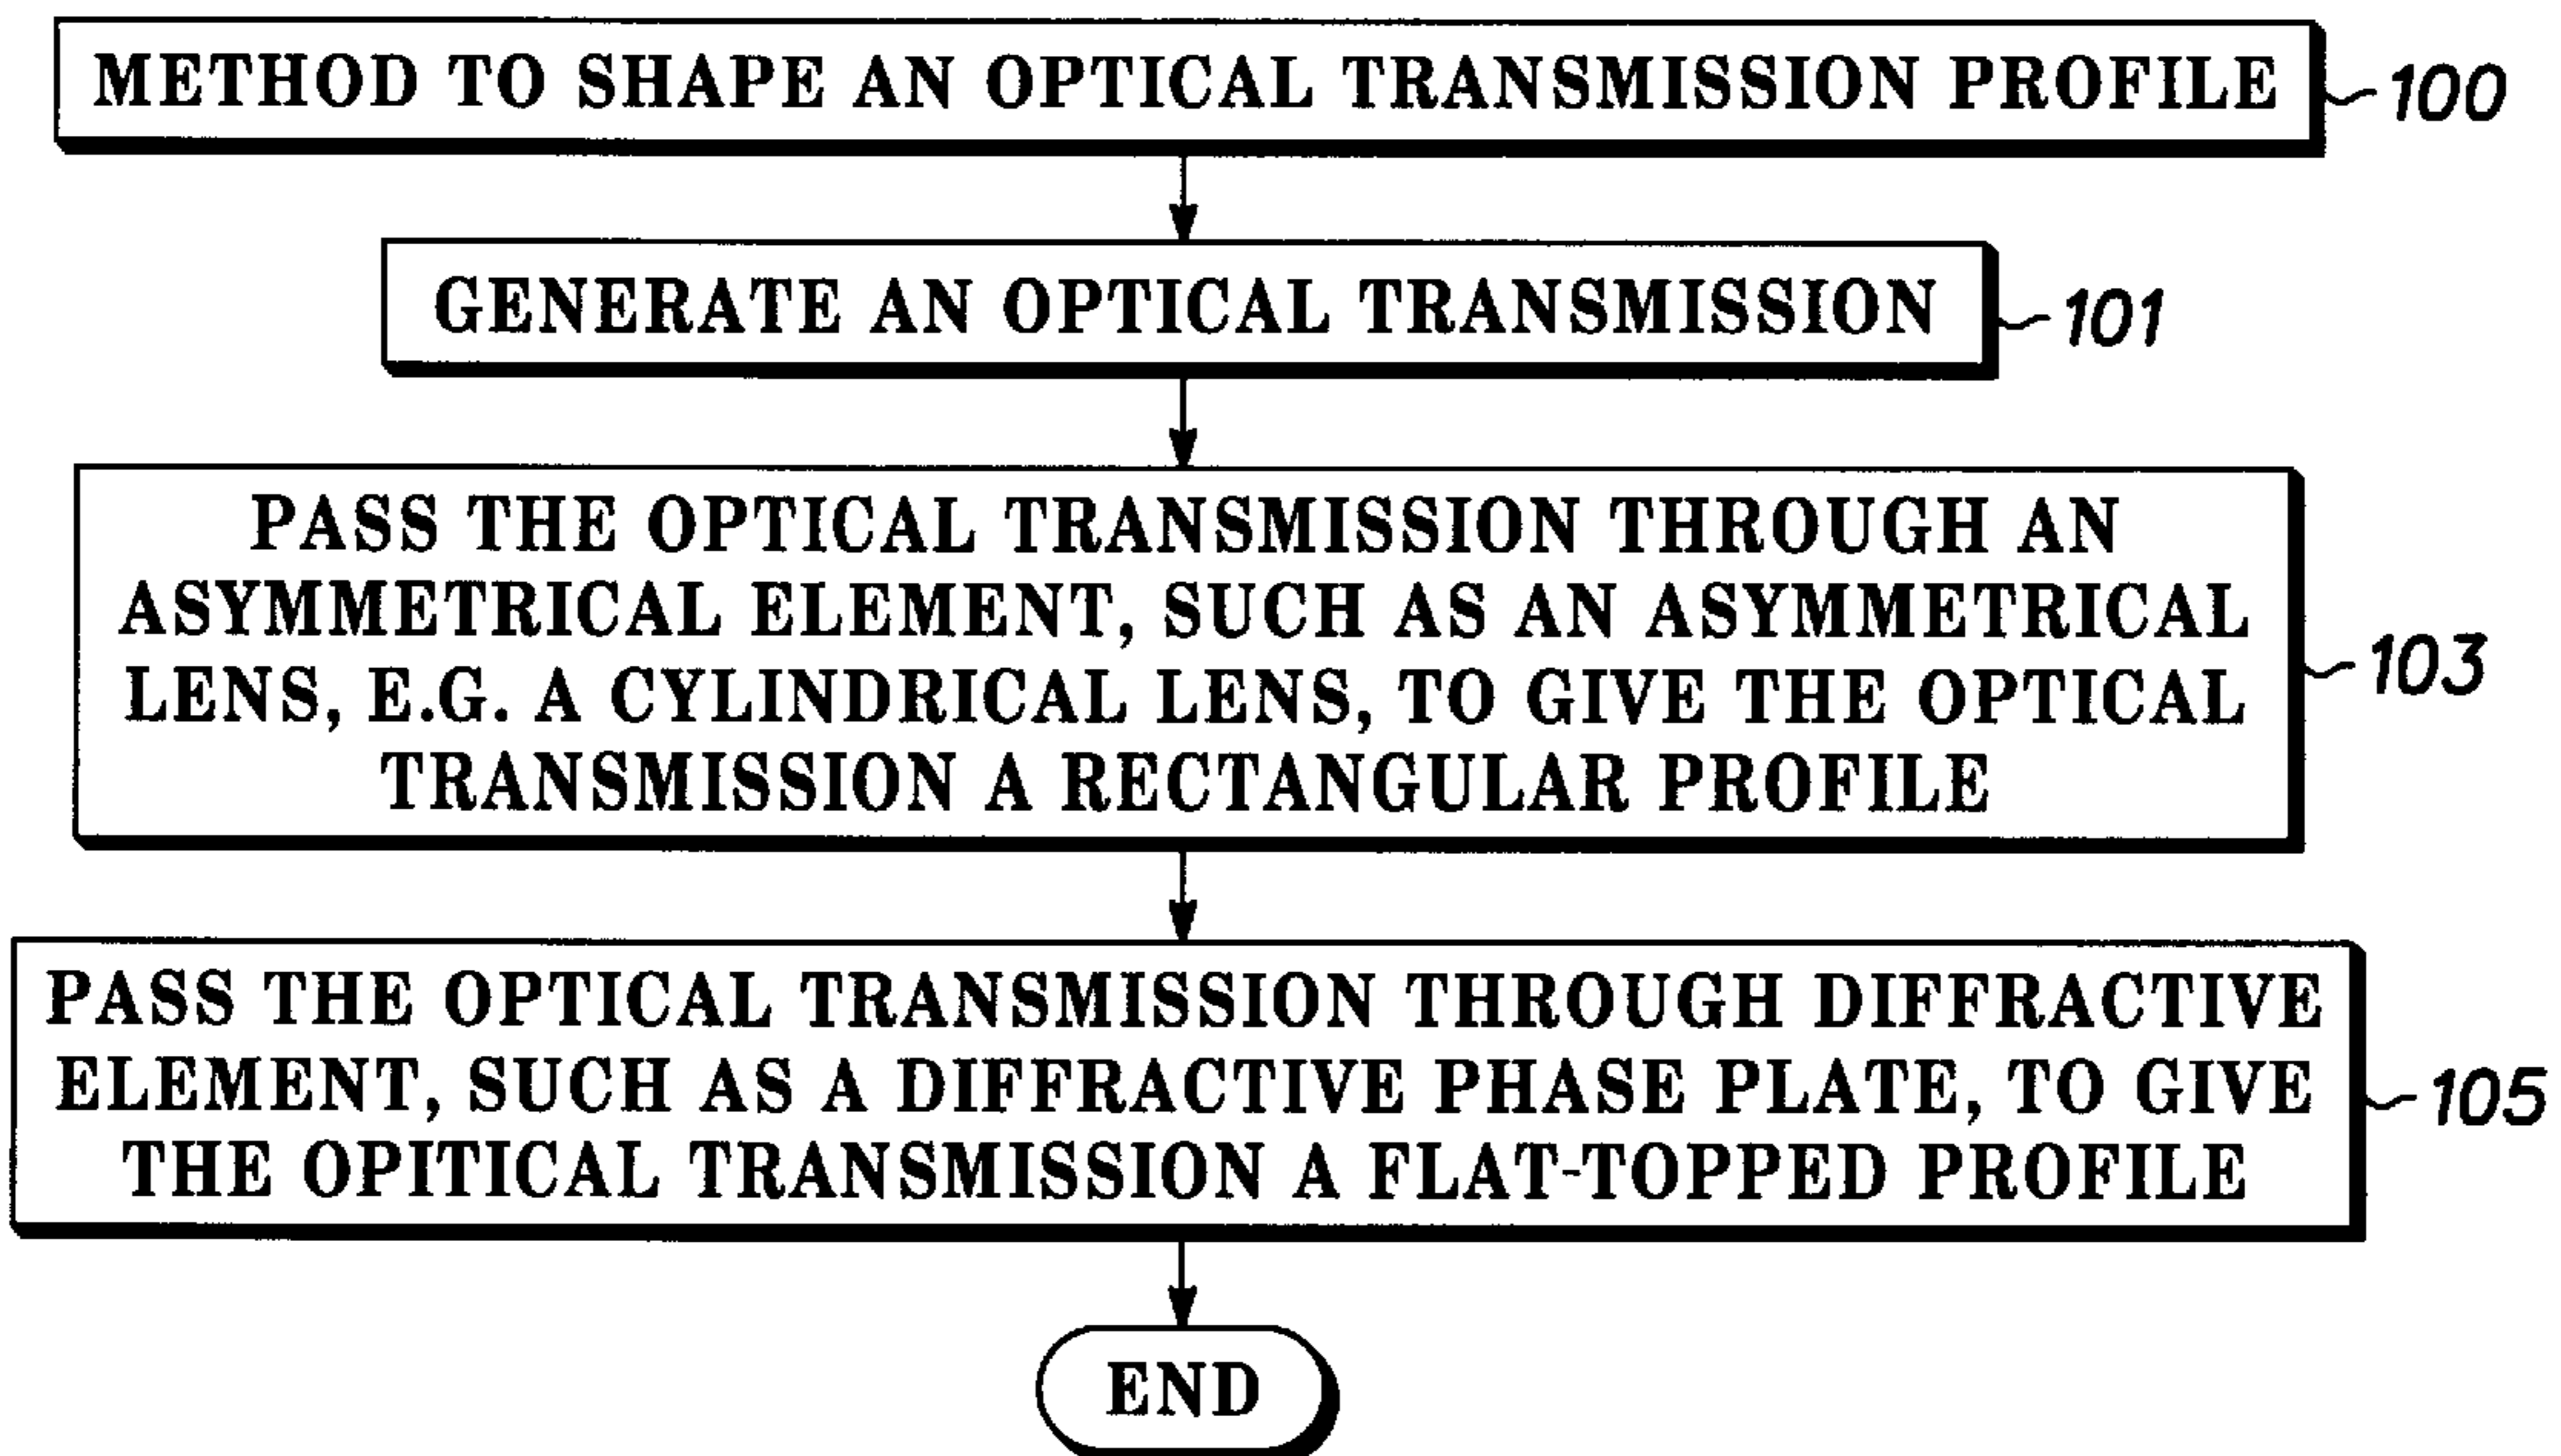 METHOD TO SHAPE AN OPTICAL TRANSMISSION PROFILE 100
GENERATE AN OPTICAL TRANSMISSION 101
PASS THE OPTICAL TRANSMISSION THROUGH AN
ASYMMETRICAL ELEMENT, SUCH AS AN ASYMMETRICAL
LENS, E.G. A CYLINDRICAL LENS, TO GIVE THE OPTICAL
TRANSMISSION A RECTANGULAR PROFILE
103
PASS THE OPTICAL TRANSMISSION THROUGH DIFFRACTIVE
ELEMENT, SUCH AS A DIFFRACTIVE PHASE PLATE, TO GIVE
THE OPITICAL TRANSMISSION A FLAT-TOPPED PROFILE
105
END